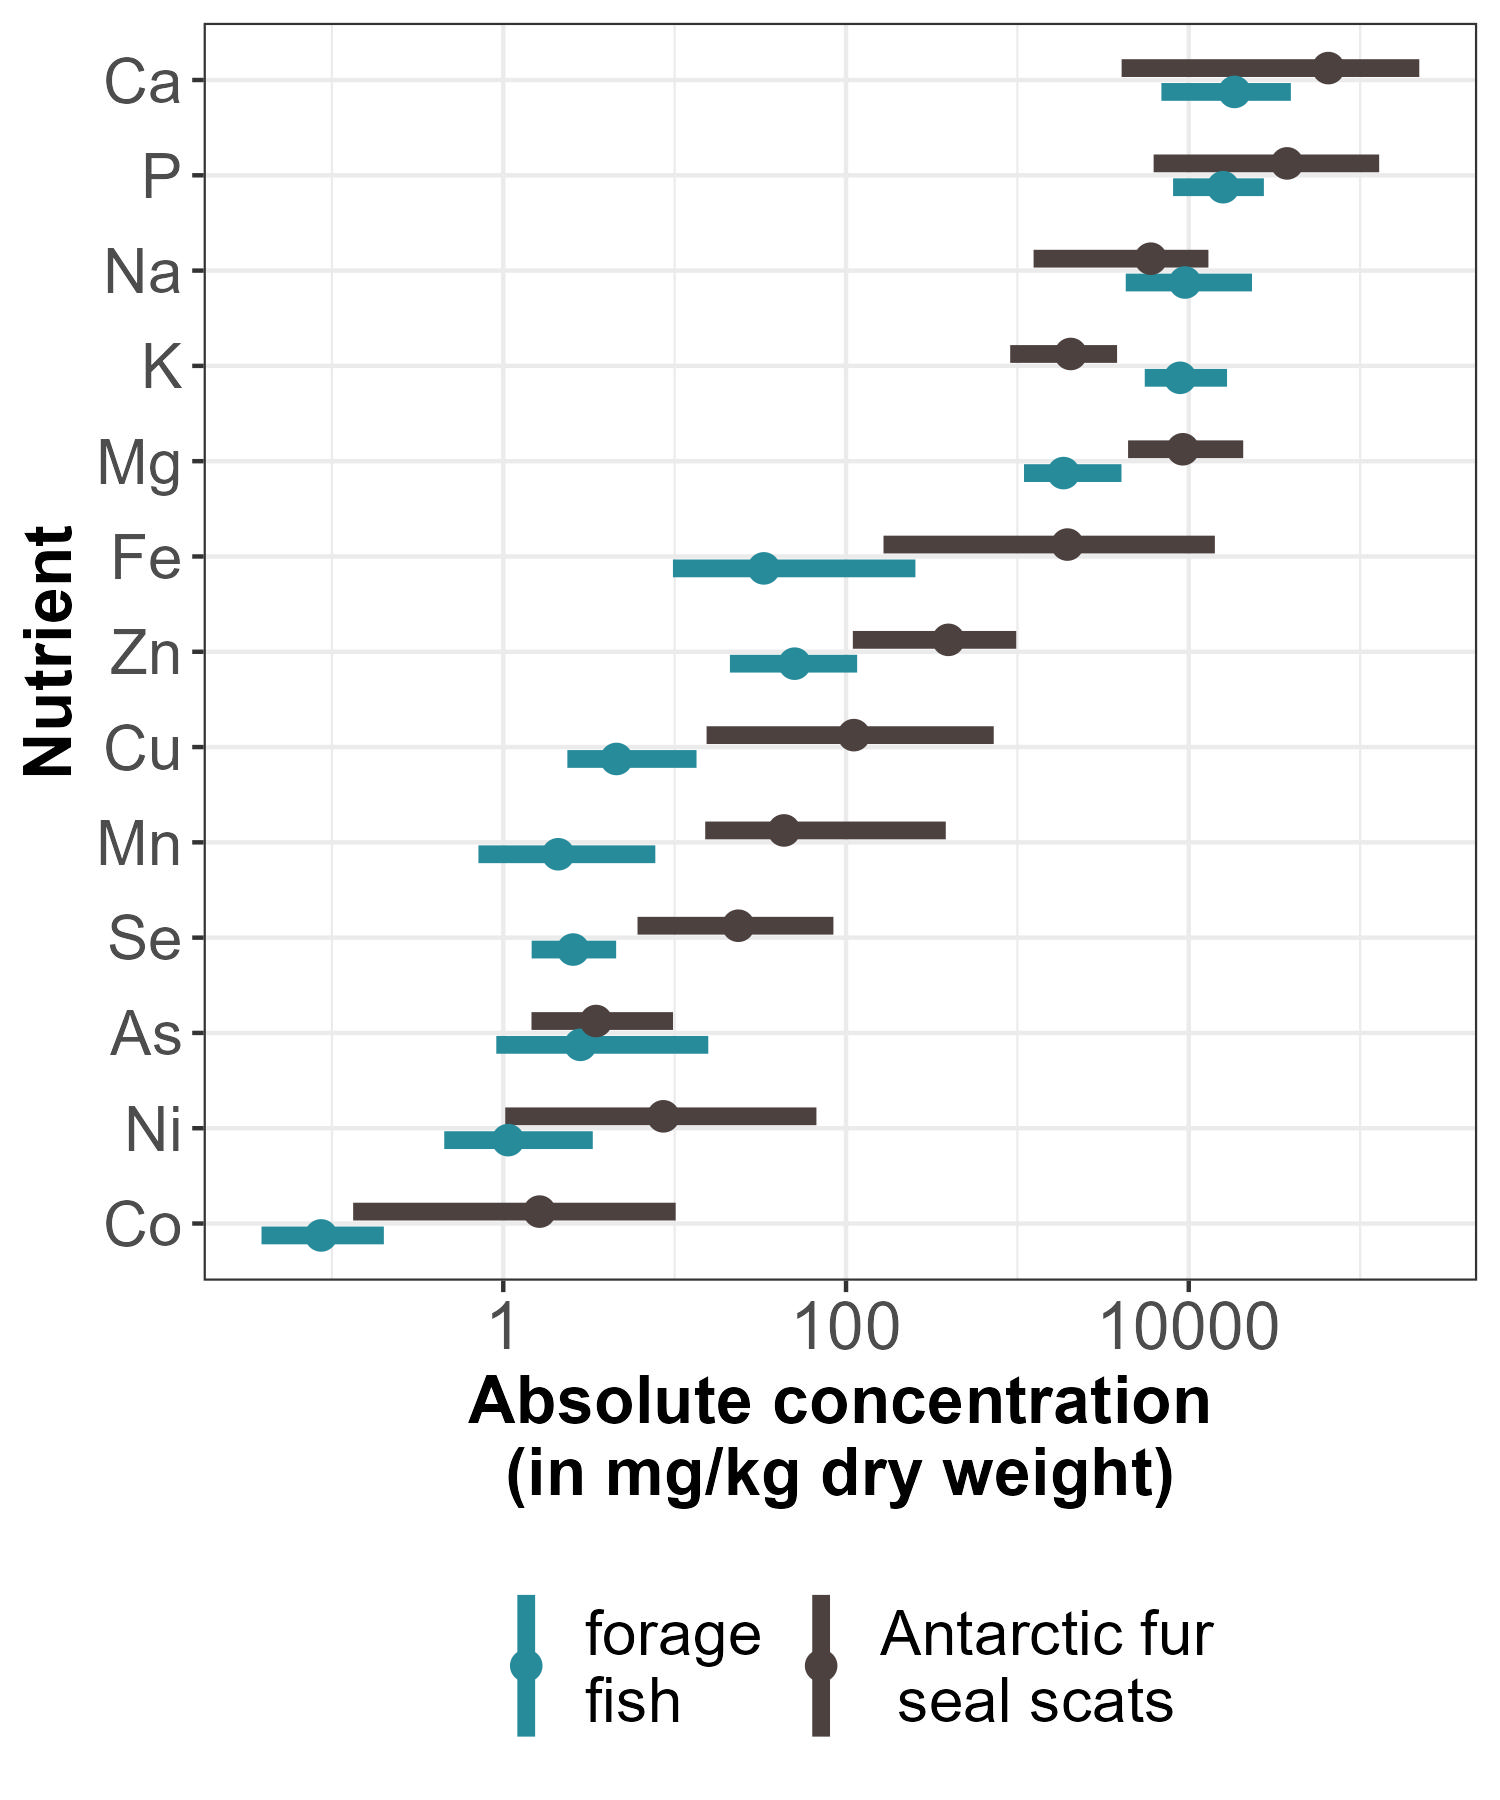 Nutrient
Ca
P
Na
K
Mg
Fe
Zn
Cu
Mn
Se
As
Ni
Co
1 100 10000
Absolute concentration
(in mg/kg dry weight)
forage
fish
Antarctic fur
seal scats